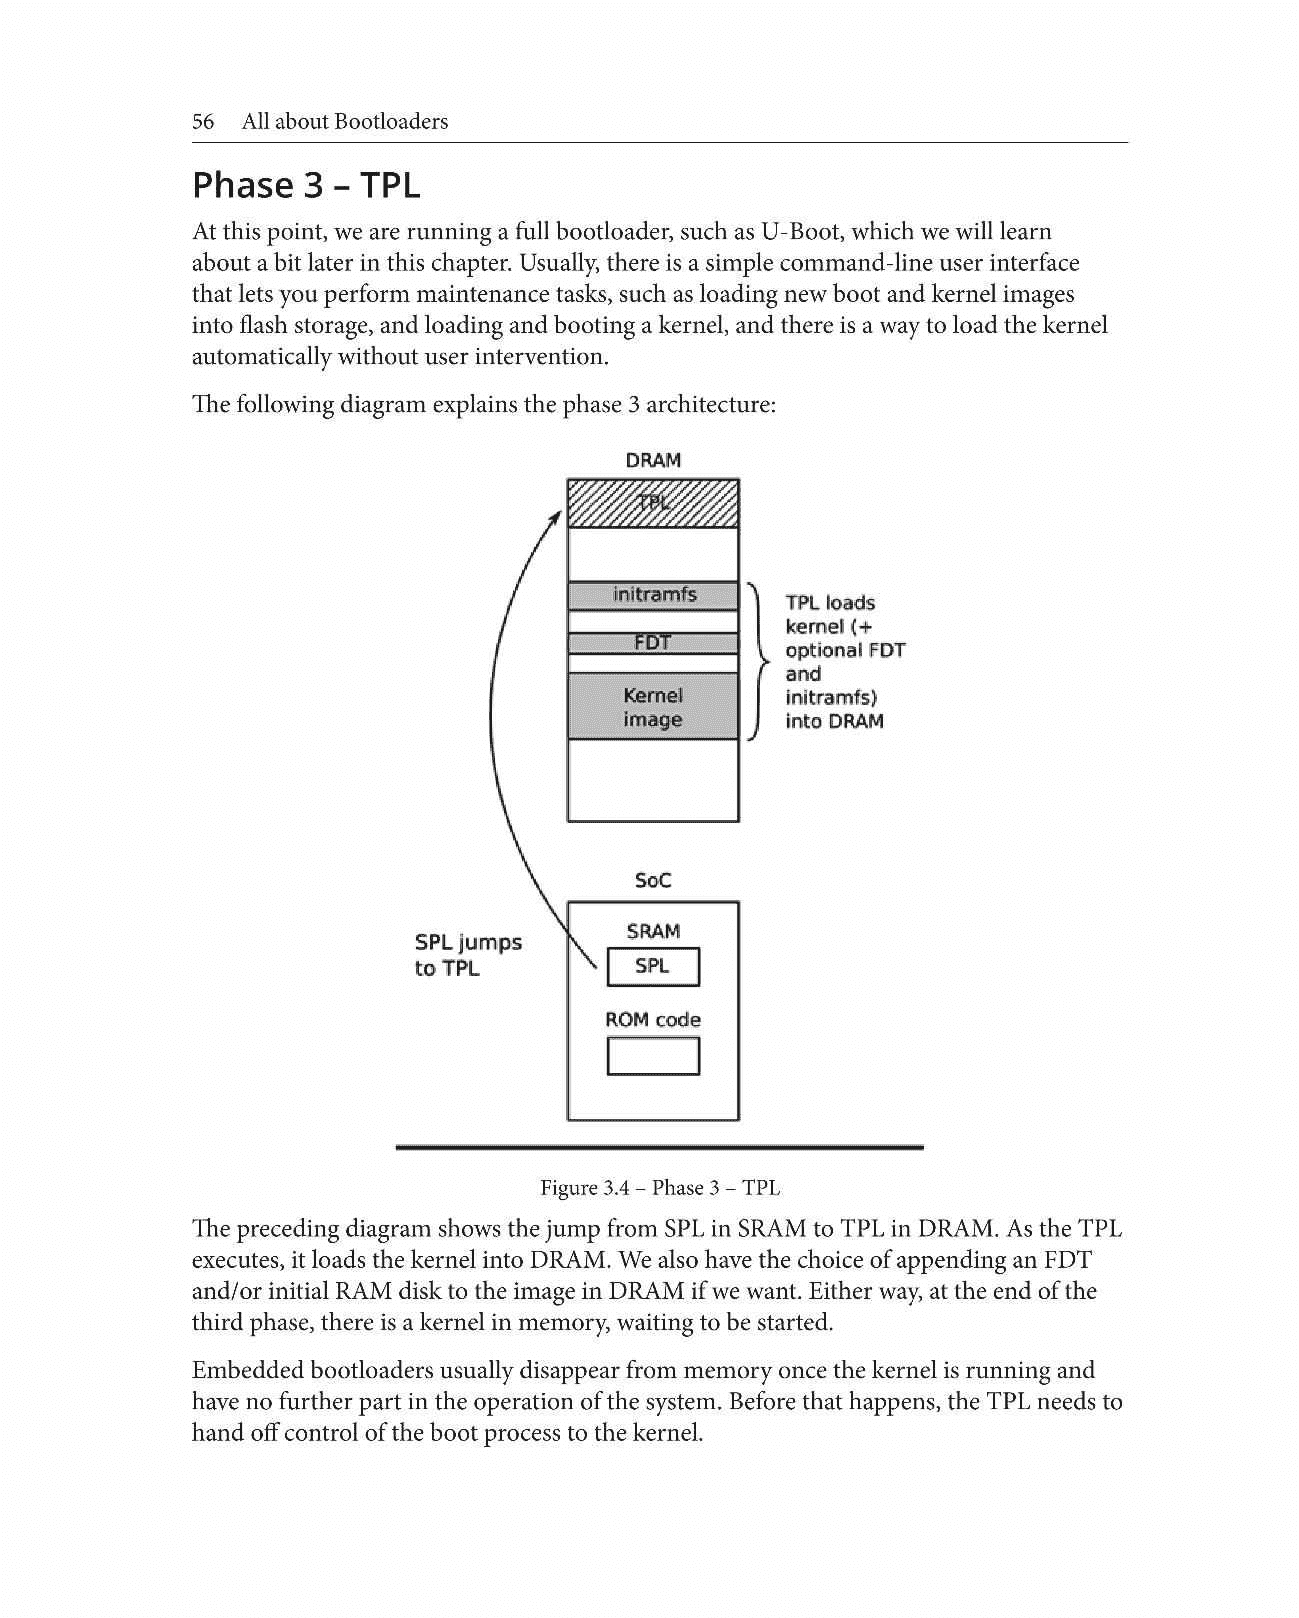 56 All about Bootloaders
Phase 3 – TPL
At this point, we are running a full bootloader, such as U-Boot, which we will learn
about a bit later in this chapter. Usually, there is a simple command-line user interface
that lets you perform maintenance tasks, such as loading new boot and kernel images
into flash storage, and loading and booting a kernel, and there is a way to load the kernel
automatically without user intervention.
The following diagram explains the phase 3 architecture:
DRAM
TPL
initramfs
FDT
Kernel
image
TPL loads
kernel (+
optional FDT
and
initramfs)
into DRAM
SoC
SRAM
SPL
ROM code
SPL jumps
to TPL
Figure 3.4 – Phase 3 – TPL
The preceding diagram shows the jump from SPL in SRAM to TPL in DRAM. As the TPL
executes, it loads the kernel into DRAM. We also have the choice of appending an FDT
and/or initial RAM disk to the image in DRAM if we want. Either way, at the end of the
third phase, there is a kernel in memory, waiting to be started.
Embedded bootloaders usually disappear from memory once the kernel is running and
have no further part in the operation of the system. Before that happens, the TPL needs to
hand off control of the boot process to the kernel.